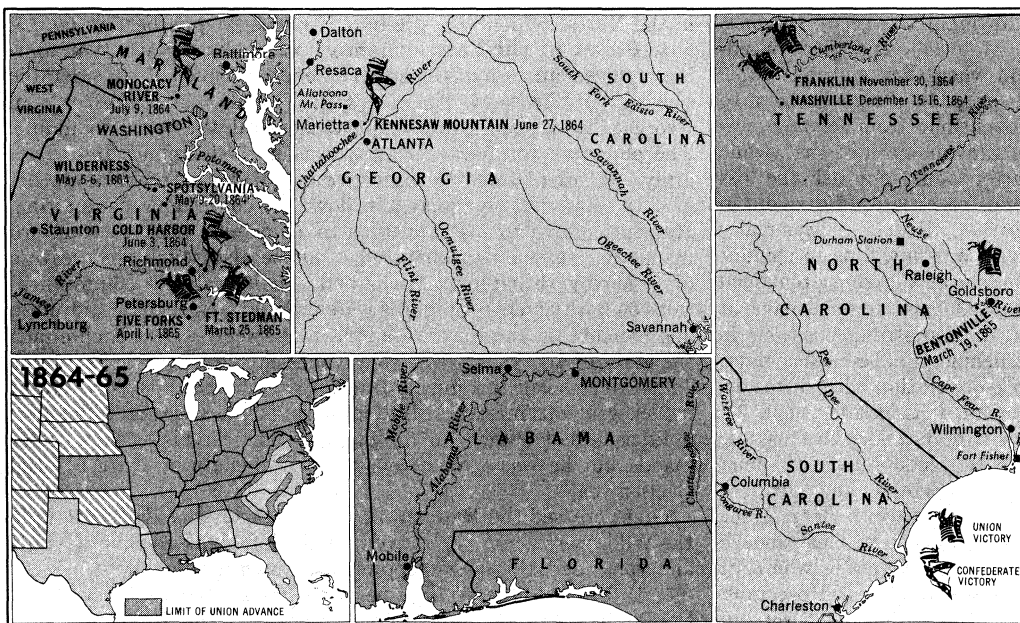 PENNSYLVANIA
MARYLAND
Baltimore
WEST
VIRGINIA
MONOCACY
RIVER
July 9, 1864
WASHINGTON
Potomac
WILDERNESS
May 5-6, 1864
SPOTSYLVANIA
May 9-20, 1864
VIRGINIA
Staunton
COLD HARBOR
June 3, 1864
Richmond
James River
Petersburg
Lynchburg
FIVE FORKS
April 1, 1865
FT. STEDMAN
March 25, 1865
Dalton
Resaca
Allatoona
Mt. Pass
Marietta
KENNESAW MOUNTAIN June 27, 1864
ATLANTA
Chattahoochee River
GEORGIA
SOUTH
CAROLINA
South Fork Edisto River
Savannah River
Ogeechee River
Ocmulgee River
Flint River
Savannah
Cumberland River
FRANKLIN November 30, 1864
NASHVILLE December 15-16, 1864
TENNESSEE
Tennessee
Neuse River
Durham Station
NORTH
CAROLINA
Raleigh
Goldsboro
BENTONVILLE
March 19, 1865
Pee Dee River
Cape Fear R.
Wilmington
Fort Fisher
Wateree River
SOUTH
CAROLINA
Columbia
Congaree R.
Santee River
Charleston
UNION
VICTORY
CONFEDERATE
VICTORY
1864-65
LIMIT OF UNION ADVANCE
Selma
MONTGOMERY
Mobile River
Alabama River
ALABAMA
Chattahoochee River
Mobile
FLORIDA